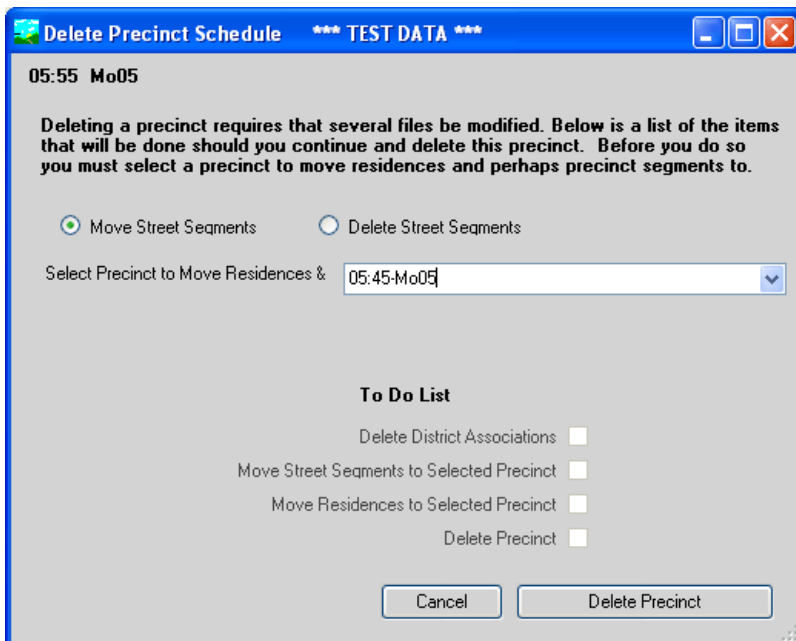 Delete Precinct Schedule *** TEST DATA ***
05:55 Mo05
Deleting a precinct requires that several files be modified. Below is a list of the items
that will be done should you continue and delete this precinct. Before you do so
you must select a precinct to move residences and perhaps precinct segments to.
Move Street Segments Delete Street Segments
Select Precinct to Move Residences & 05:45-Mo05
To Do List
Delete District Associations
Move Street Segments to Selected Precinct
Move Residences to Selected Precinct
Delete Precinct
Cancel Delete Precinct